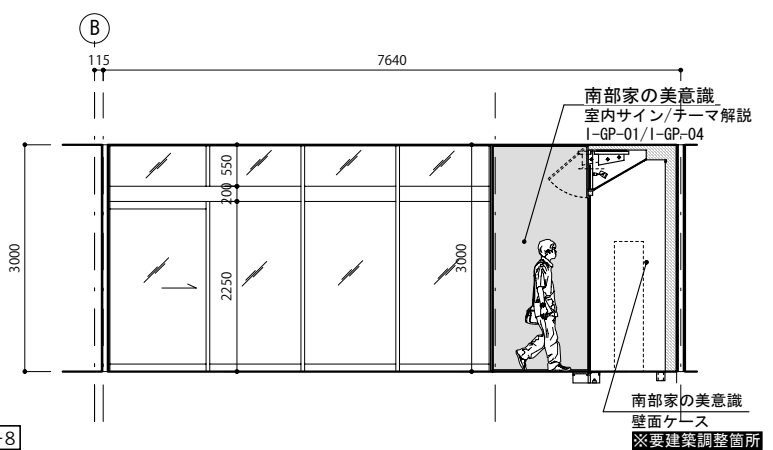 B
115
7640
南部家の美意識
室内サイン/テーマ解説
I-GP-01/I-GP-04
550
200
3000
2250
3000
南部家の美意識
壁面ケース
※要建築調整箇所
-8